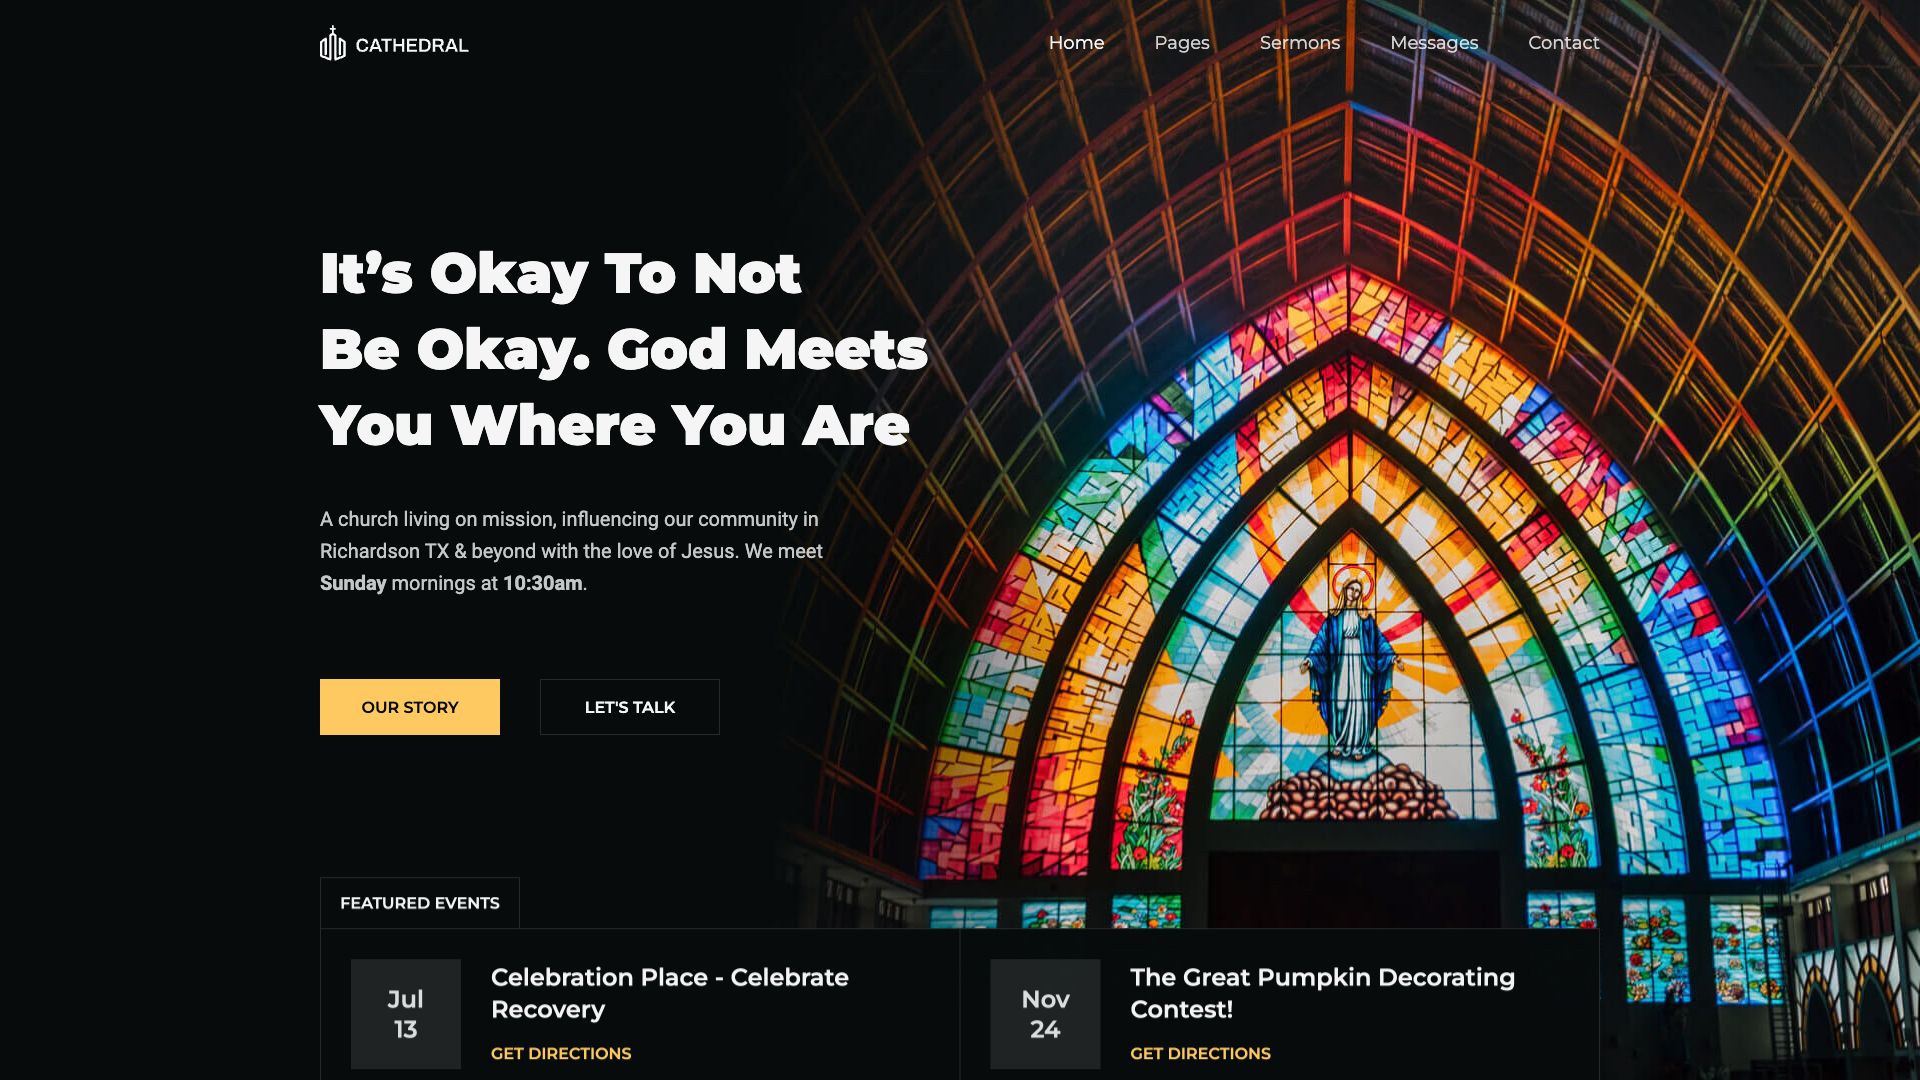 CATHEDRAL
Home
Pages
Sermons
Messages
Contact
It’s Okay To Not
Be Okay. God Meets
You Where You Are
A church living on mission, influencing our community in
Richardson TX & beyond with the love of Jesus. We meet
Sunday mornings at 10:30am.
OUR STORY
LET'S TALK
FEATURED EVENTS
Jul
13
Celebration Place - Celebrate
Recovery
GET DIRECTIONS
Nov
24
The Great Pumpkin Decorating
Contest!
GET DIRECTIONS